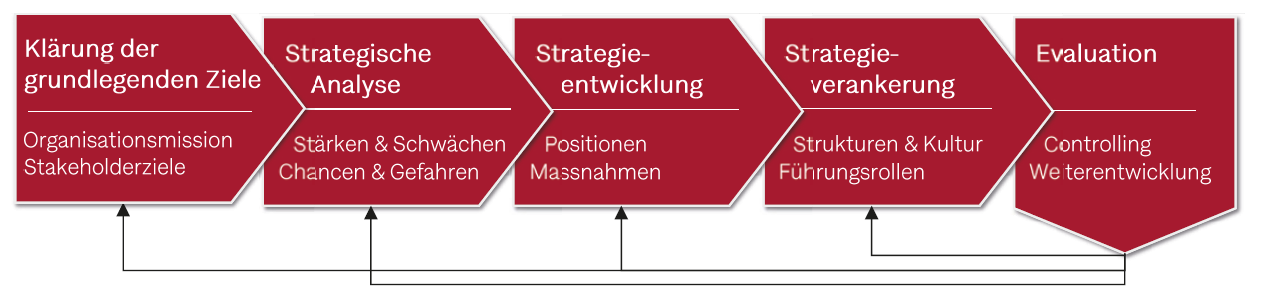 Klärung der
grundlegenden Ziele
Organisationsmission
Stakeholderziele
Strategische
Analyse
Stärken & Schwächen
Chancen & Gefahren
Strategie-
entwicklung
Positionen
Massnahmen
Strategie-
verankerung
Strukturen & Kultur
Führungsrollen
Evaluation
Controlling
Weiterentwicklung